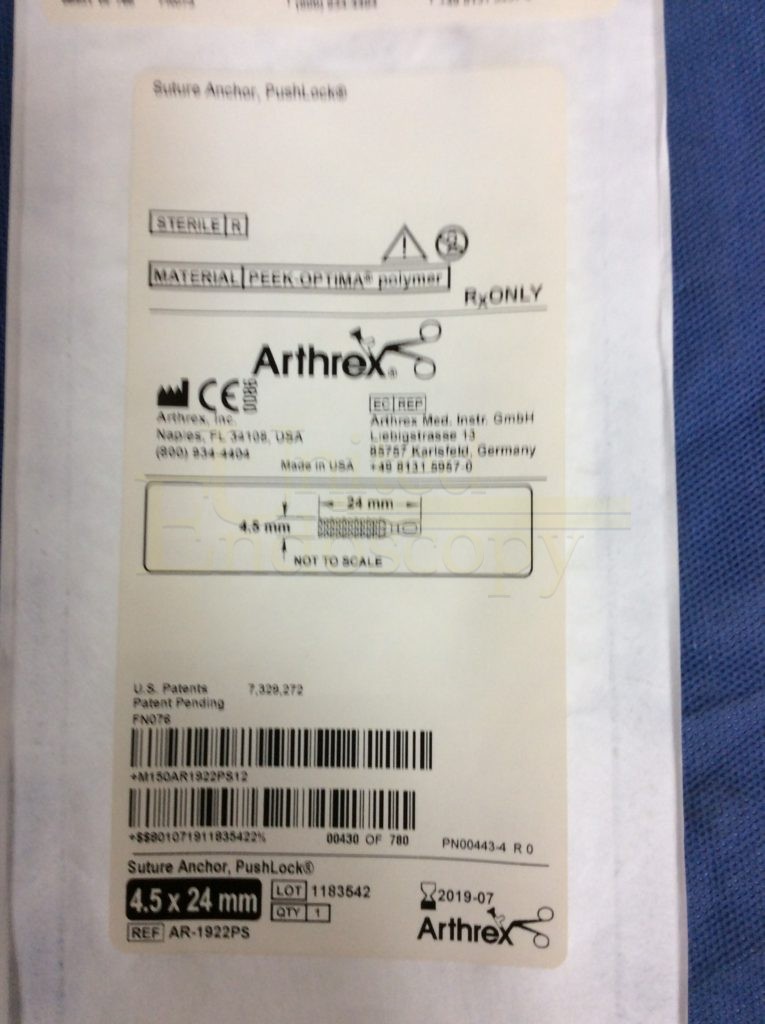 Suture Anchor, PushLock®
STERILE R
MATERIAL PEEK-OPTIMA® polymer
RxONLY
Arthrex®
CE 0086
Arthrex, Inc.
Naples, FL 34108, USA
(800) 934-4404
Made in USA
EC REP
Arthrex Med. Instr. GmbH
Liebigstrasse 13
85757 Karlsfeld, Germany
+49 8131 5957-0
24 mm
4.5 mm
NOT TO SCALE
Endoscopy
U.S. Patents 7,329,272
Patent Pending
FN076
+M150AR1922PS12
+$$801071911835422%
00430 OF 780
PN00443-4 R 0
Suture Anchor, PushLock®
4.5 x 24 mm
LOT 1183542
QTY 1
2019-07
REF AR-1922PS
Arthrex